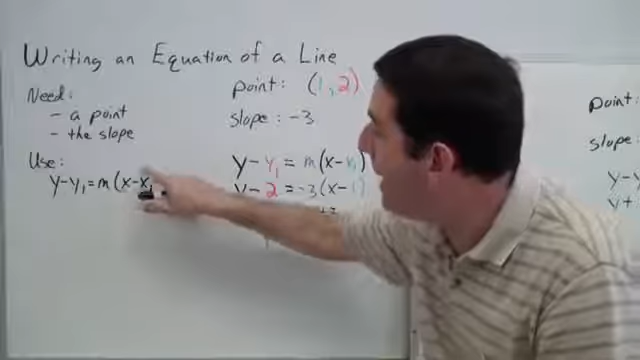 Writing an Equation of a Line
Need:
- a point
- the slope
Use:
y-y₁=m(x-x₁
point: (1,2)
slope: -3
y-y₁=m(x-x₁)
y-2=-3(x-1)
point:
slope:
y-y
y+